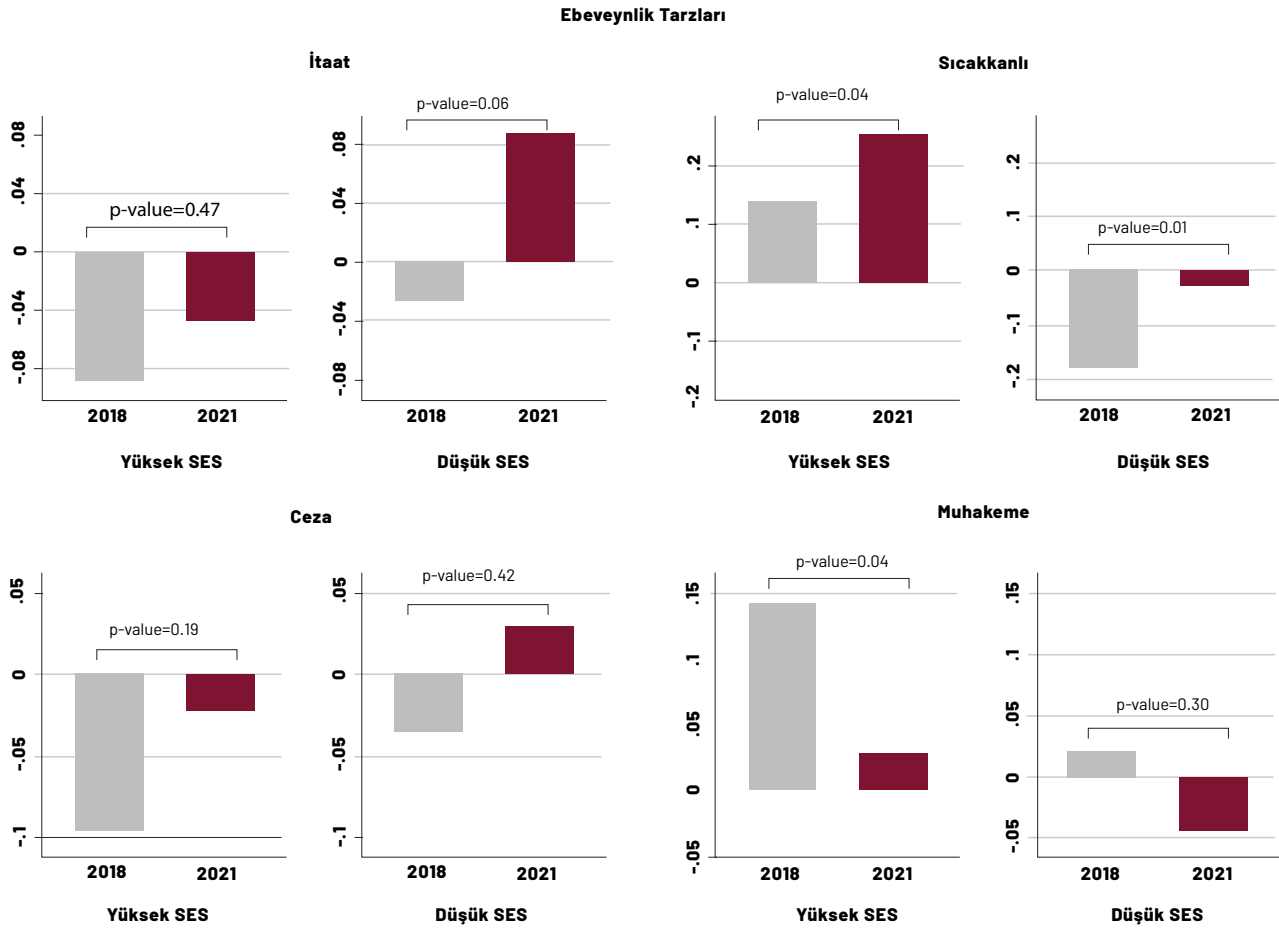 Ebeveynlik Tarzları
İtaat
p-value=0.47
.08
.04
0
-.04
-.08
2018 2021
Yüksek SES
p-value=0.06
.08
.04
0
-.04
-.08
2018 2021
Düşük SES
Sıcakkanlı
p-value=0.04
.2
.1
0
-.1
-.2
2018 2021
Yüksek SES
p-value=0.01
.2
.1
0
-.1
-.2
2018 2021
Düşük SES
Ceza
p-value=0.19
.05
0
-.05
-.1
2018 2021
Yüksek SES
p-value=0.42
.05
0
-.05
-.1
2018 2021
Düşük SES
Muhakeme
p-value=0.04
.15
.1
.05
0
-.05
2018 2021
Yüksek SES
p-value=0.30
.15
.1
.05
0
-.05
2018 2021
Düşük SES